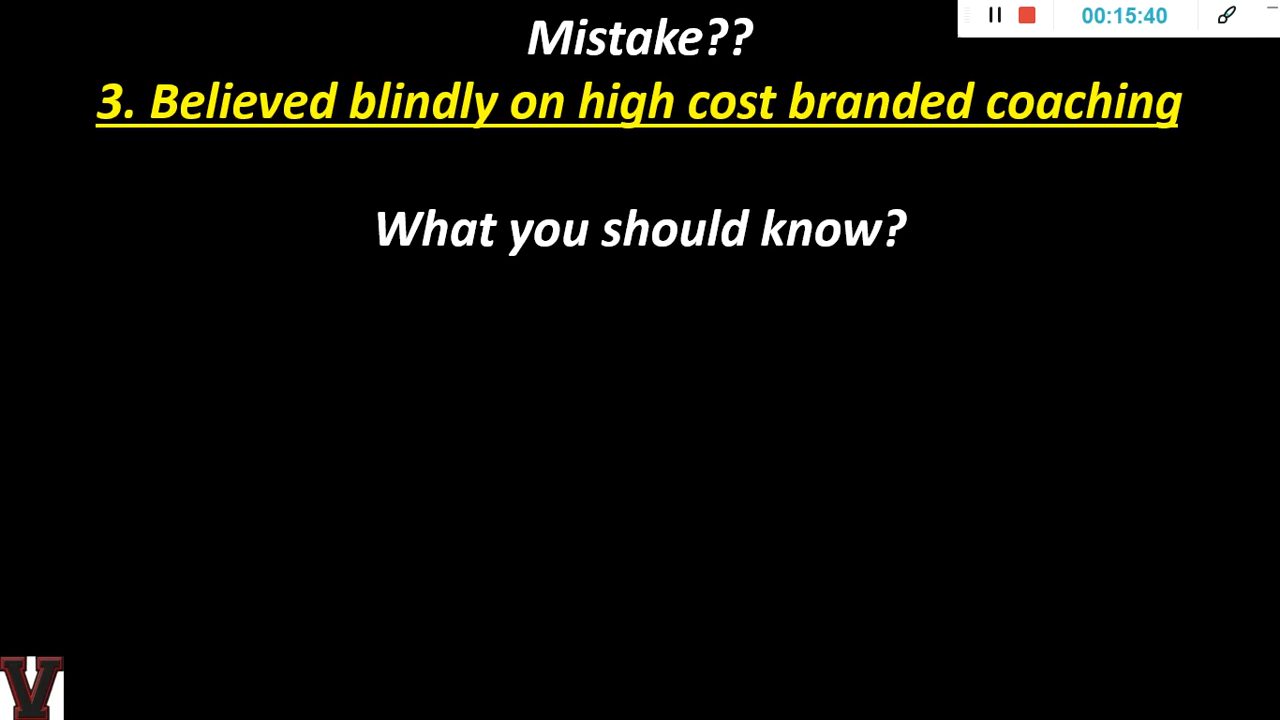 00:15:40
Mistake??
3. Believed blindly on high cost branded coaching
What you should know?
V